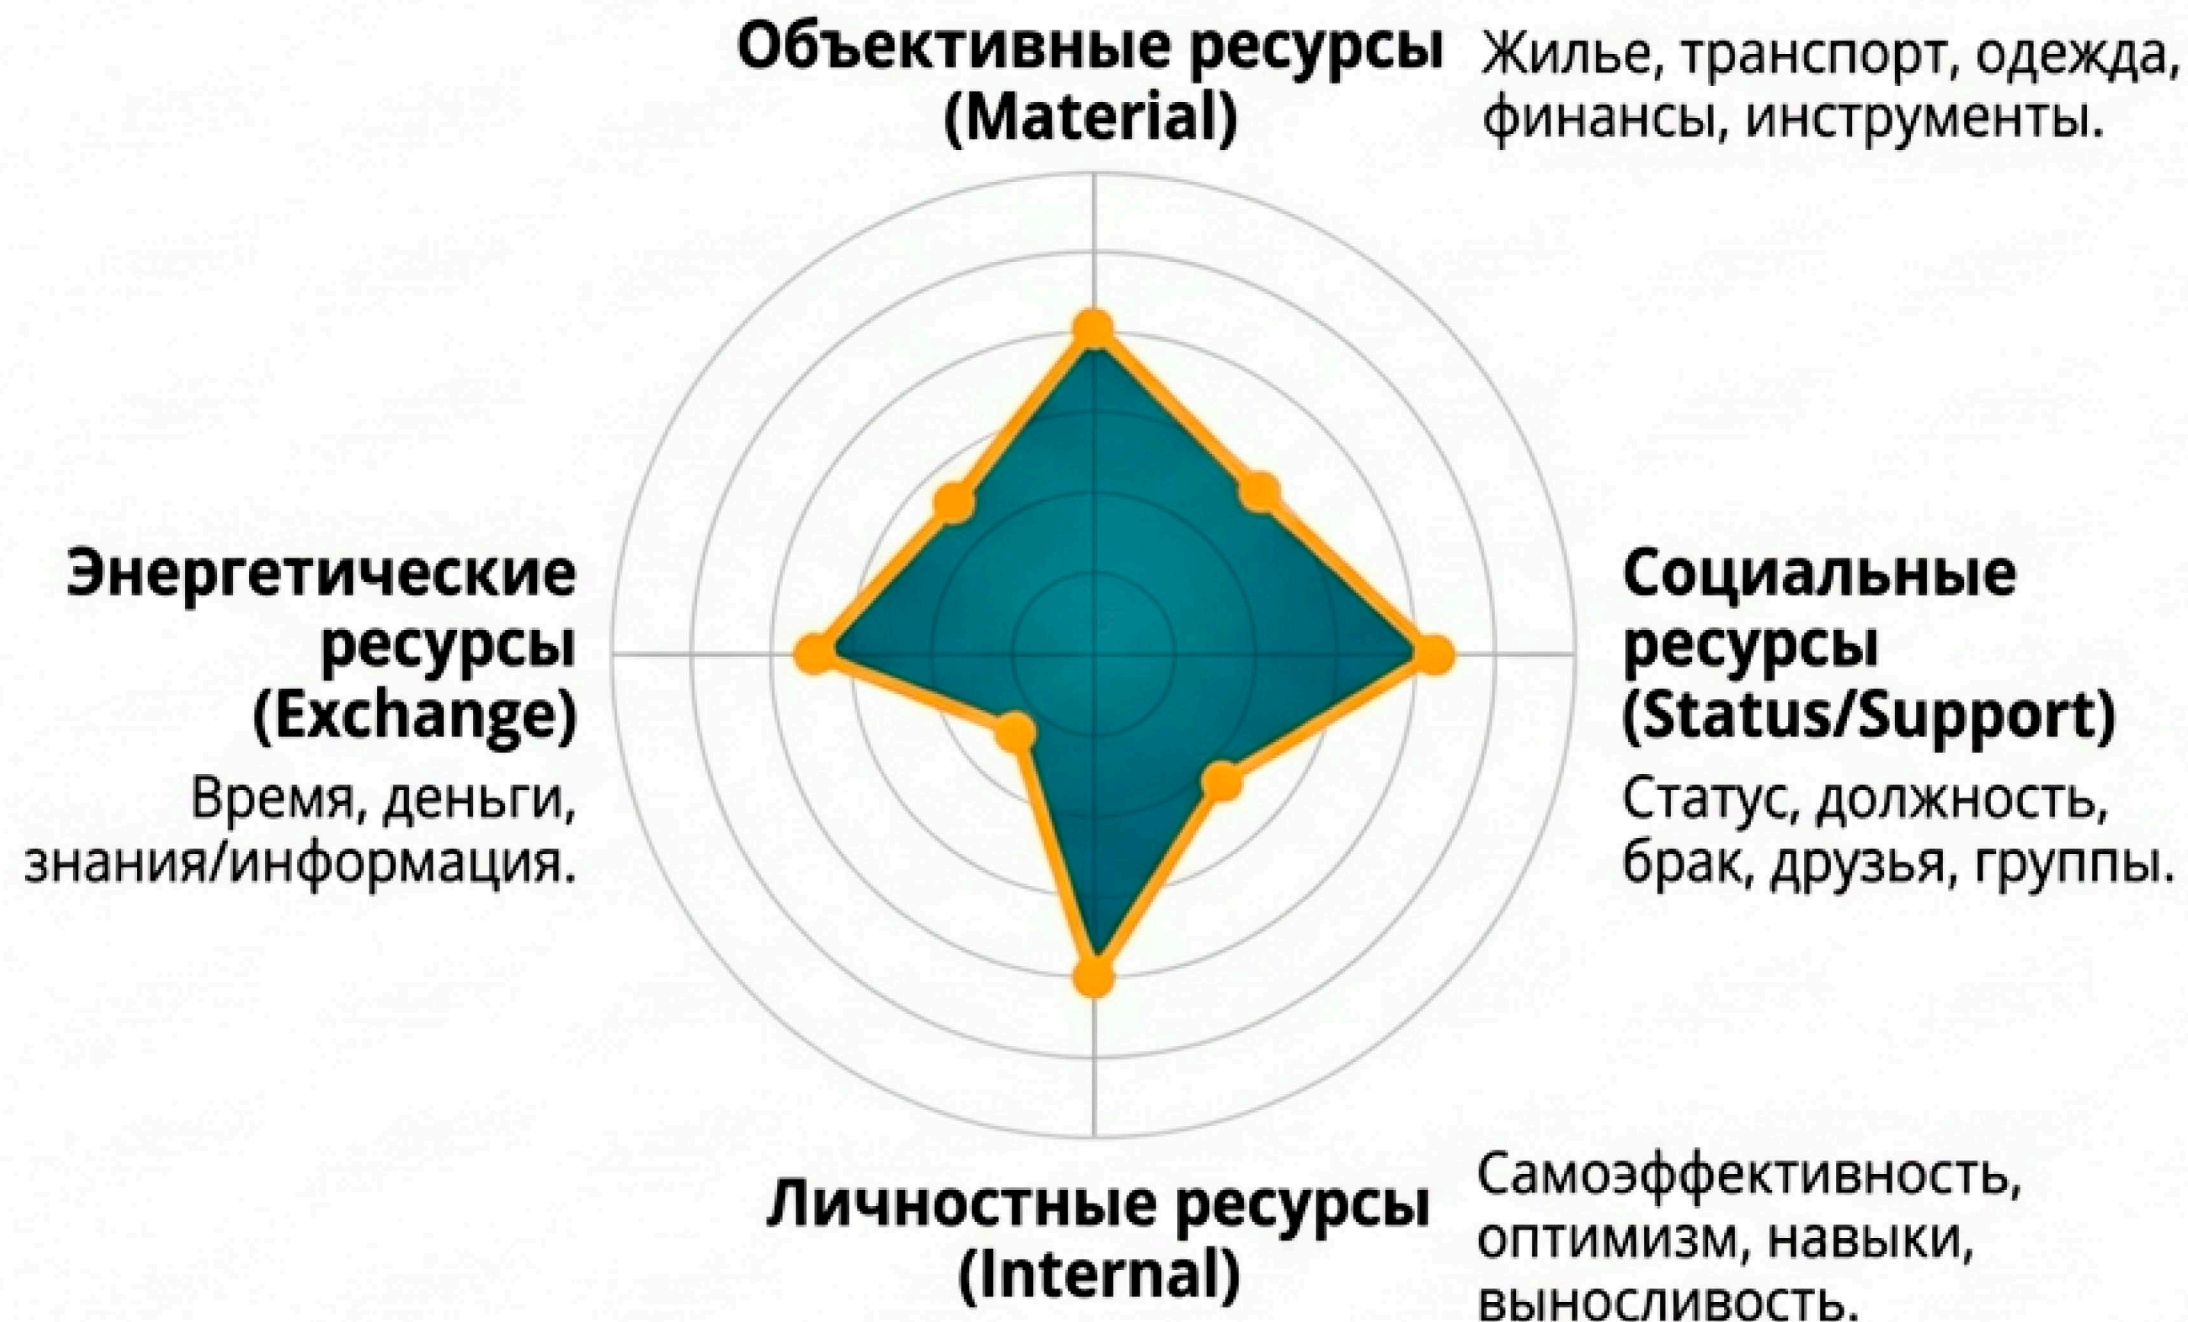 Объективные ресурсы
(Material)
Жилье, транспорт, одежда,
финансы, инструменты.
Энергетические
ресурсы
(Exchange)
Время, деньги,
знания/информация.
Социальные
ресурсы
(Status/Support)
Статус, должность,
брак, друзья, группы.
Личностные ресурсы
(Internal)
Самоэффективность,
оптимизм, навыки,
выносливость.